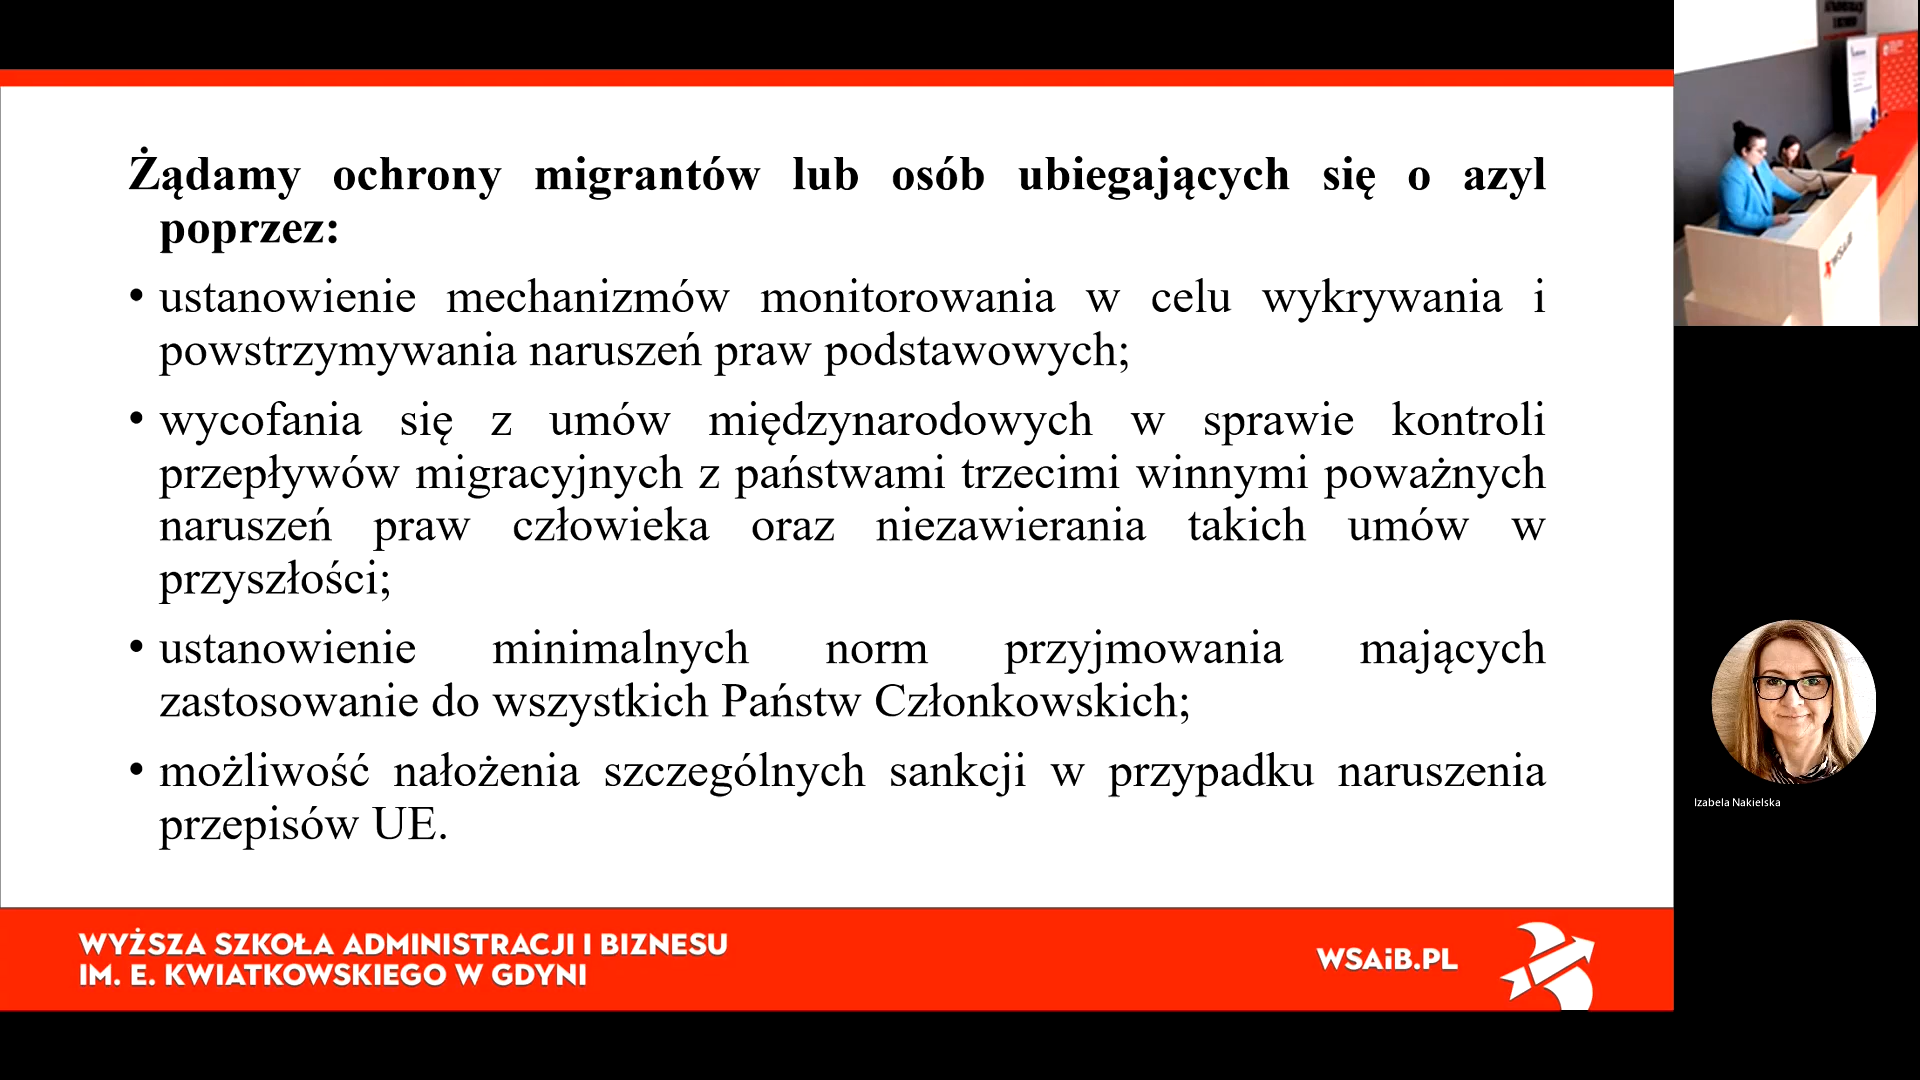 Żądamy ochrony migrantów lub osób ubiegających się o azyl
poprzez:
• ustanowienie mechanizmów monitorowania w celu wykrywania i
powstrzymywania naruszeń praw podstawowych;
• wycofania się z umów międzynarodowych w sprawie kontroli
przepływów migracyjnych z państwami trzecimi winnymi poważnych
naruszeń praw człowieka oraz niezawierania takich umów w
przyszłości;
• ustanowienie minimalnych norm przyjmowania mających
zastosowanie do wszystkich Państw Członkowskich;
• możliwość nałożenia szczególnych sankcji w przypadku naruszenia
przepisów UE.
WYŻSZA SZKOŁA ADMINISTRACJI I BIZNESU
IM. E. KWIATKOWSKIEGO W GDYNI
WSAiB.PL
WSAiB
Izabela Nakielska